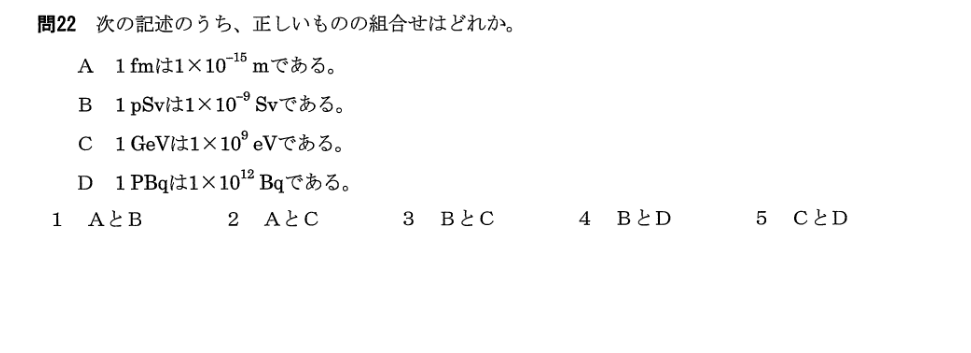 問22　次の記述のうち、正しいものの組合せはどれか。
A　1 fmは1×10⁻¹⁵ mである。
B　1 pSvは1×10⁻⁹ Svである。
C　1 GeVは1×10⁹ eVである。
D　1 PBqは1×10¹² Bqである。
1　AとB　2　AとC　3　BとC　4　BとD　5　CとD